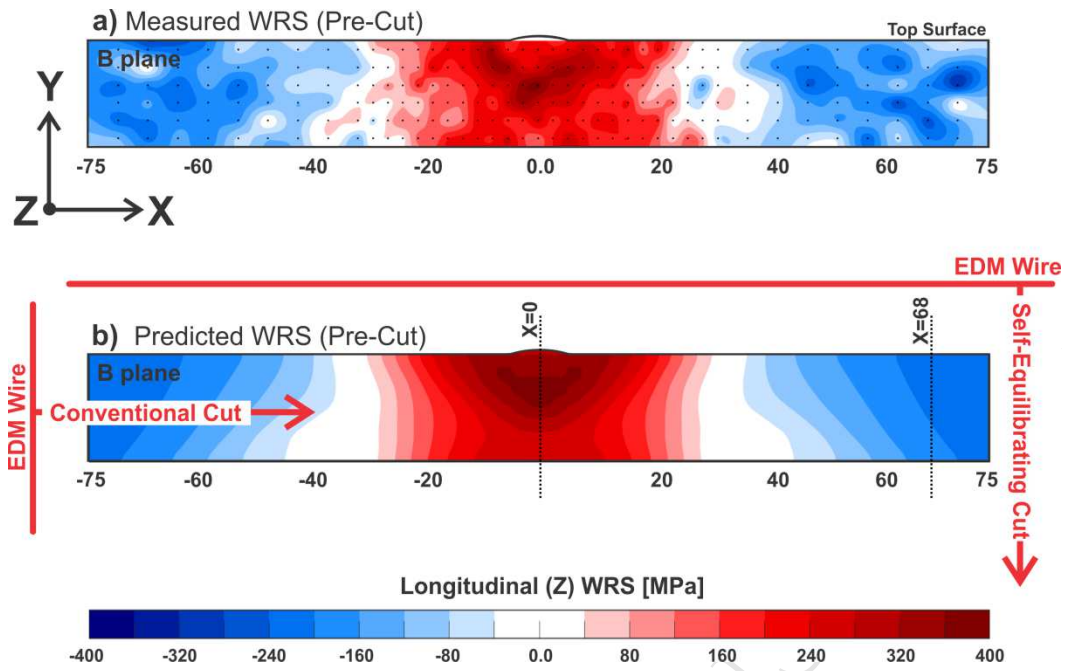 a) Measured WRS (Pre-Cut)
Top Surface
B plane
Y
-75 -60 -40 -20 0.0 20 40 60 75
Z X
EDM Wire
X=0
X=68
b) Predicted WRS (Pre-Cut)
B plane
EDM Wire
Conventional Cut
Self-Equilibrating Cut
-75 -60 -40 -20 0.0 20 40 60 75
Longitudinal (Z) WRS [MPa]
-400 -320 -240 -160 -80 0.0 80 160 240 320 400